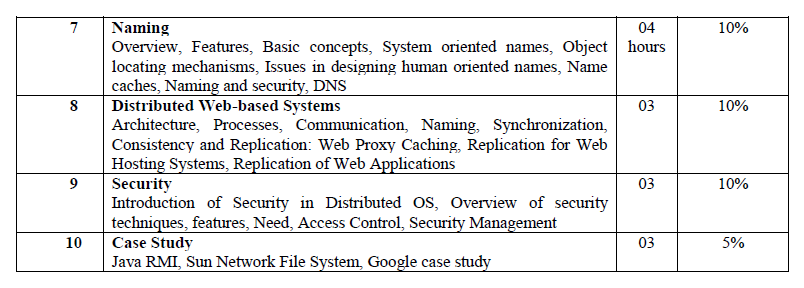 7 Naming 04 10%
Overview, Features, Basic concepts, System oriented names, Object hours
locating mechanisms, Issues in designing human oriented names, Name
caches, Naming and security, DNS
8 Distributed Web-based Systems 03 10%
Architecture, Processes, Communication, Naming, Synchronization,
Consistency and Replication: Web Proxy Caching, Replication for Web
Hosting Systems, Replication of Web Applications
9 Security 03 10%
Introduction of Security in Distributed OS, Overview of security
techniques, features, Need, Access Control, Security Management
10 Case Study 03 5%
Java RMI, Sun Network File System, Google case study